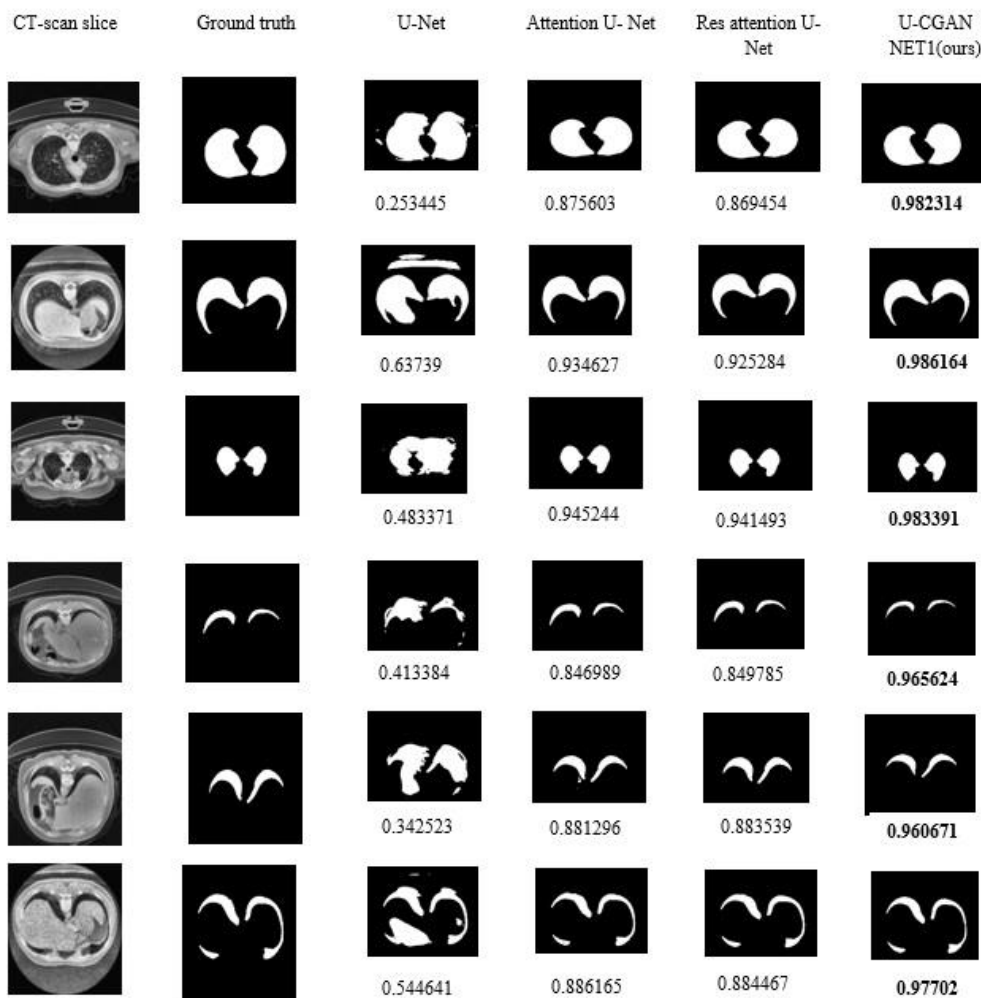 CT-scan slice Ground truth U-Net Attention U- Net Res attention U- U-CGAN
Net NET1(ours)
0.253445 0.875603 0.869454 0.982314
0.63739 0.934627 0.925284 0.986164
0.483371 0.945244 0.941493 0.983391
0.413384 0.846989 0.849785 0.965624
0.342523 0.881296 0.883539 0.960671
0.544641 0.886165 0.884467 0.97702